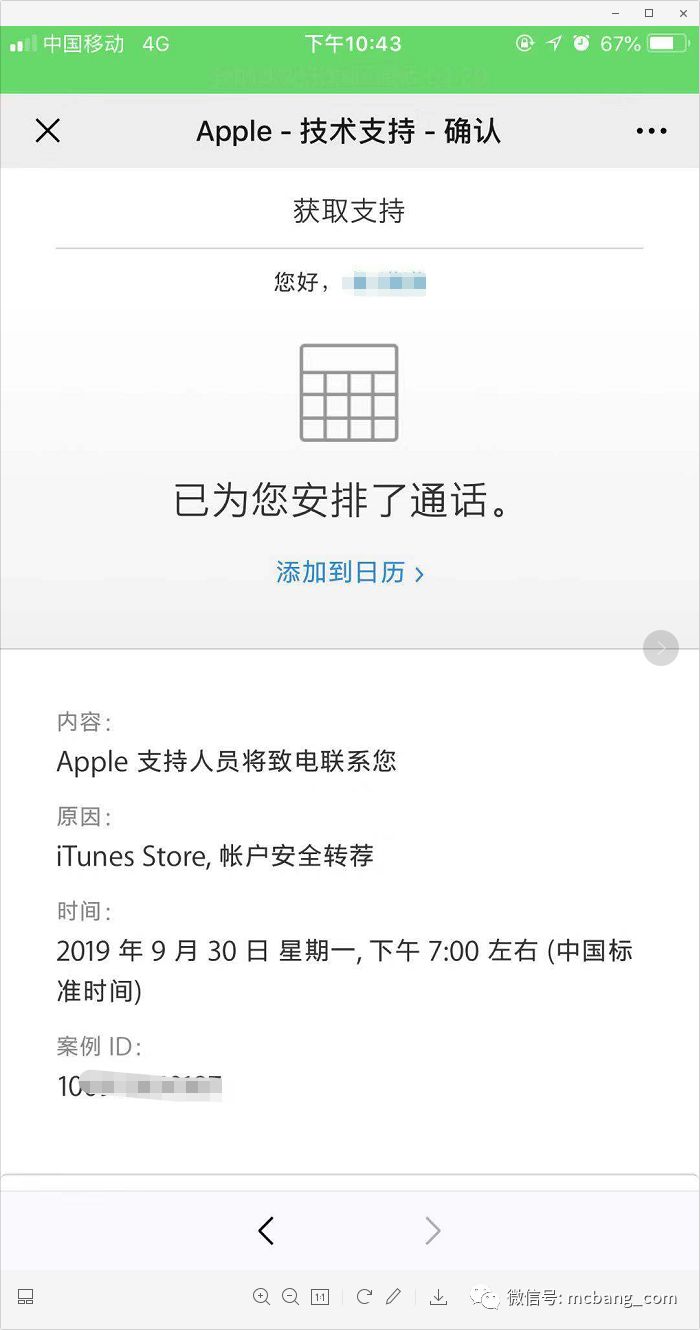 中国移动 4G 下午10:43 67%
Apple - 技术支持 - 确认
获取支持
您好，
已为您安排了通话。
添加到日历
内容：
Apple 支持人员将致电联系您
原因：
iTunes Store, 帐户安全转荐
时间：
2019 年 9 月 30 日 星期一, 下午 7:00 左右 (中国标
准时间)
案例 ID：
10
1:1
微信号: mcbang_com